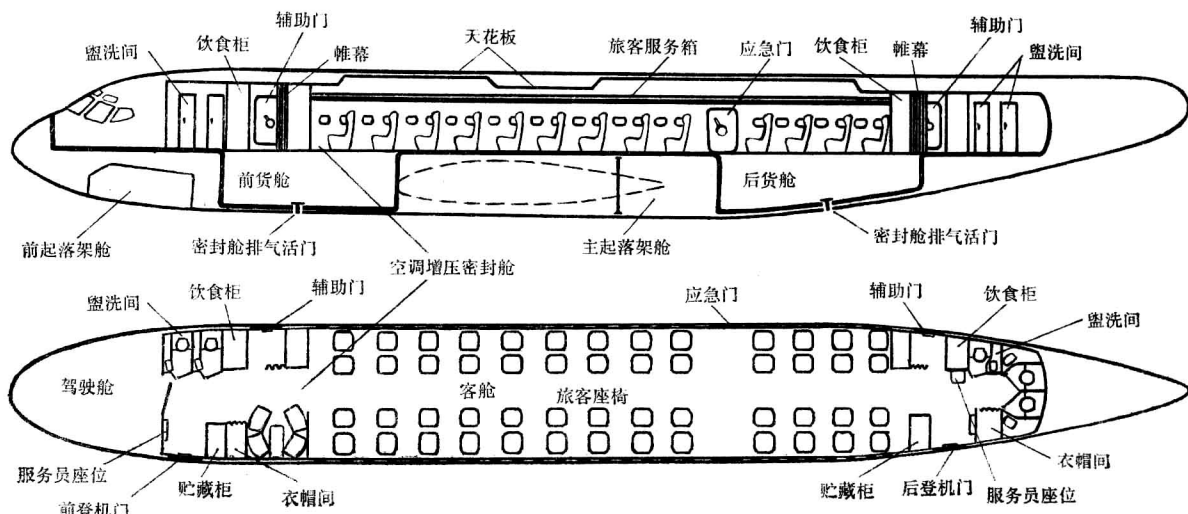 辅助门
盥洗间
饮食柜
帷幕
天花板
旅客服务箱
应急门
饮食柜
帷幕
辅助门
盥洗间
前货舱
后货舱
前起落架舱
密封舱排气活门
空调增压密封舱
主起落架舱
密封舱排气活门
盥洗间
饮食柜
辅助门
应急门
辅助门
饮食柜
盥洗间
驾驶舱
客舱
旅客座椅
服务员座位
前登机门
贮藏柜
衣帽间
贮藏柜
后登机门
服务员座位
衣帽间